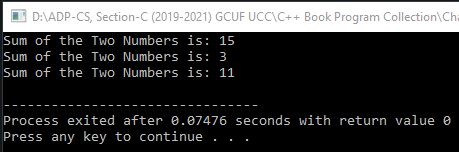 D:\ADP-CS, Section-C (2019-2021) GCUF UCC\C++ Book Program Collection\Cha
Sum of the Two Numbers is: 15
Sum of the Two Numbers is: 3
Sum of the Two Numbers is: 11
--------------------------------
Process exited after 0.07476 seconds with return value 0
Press any key to continue . . .